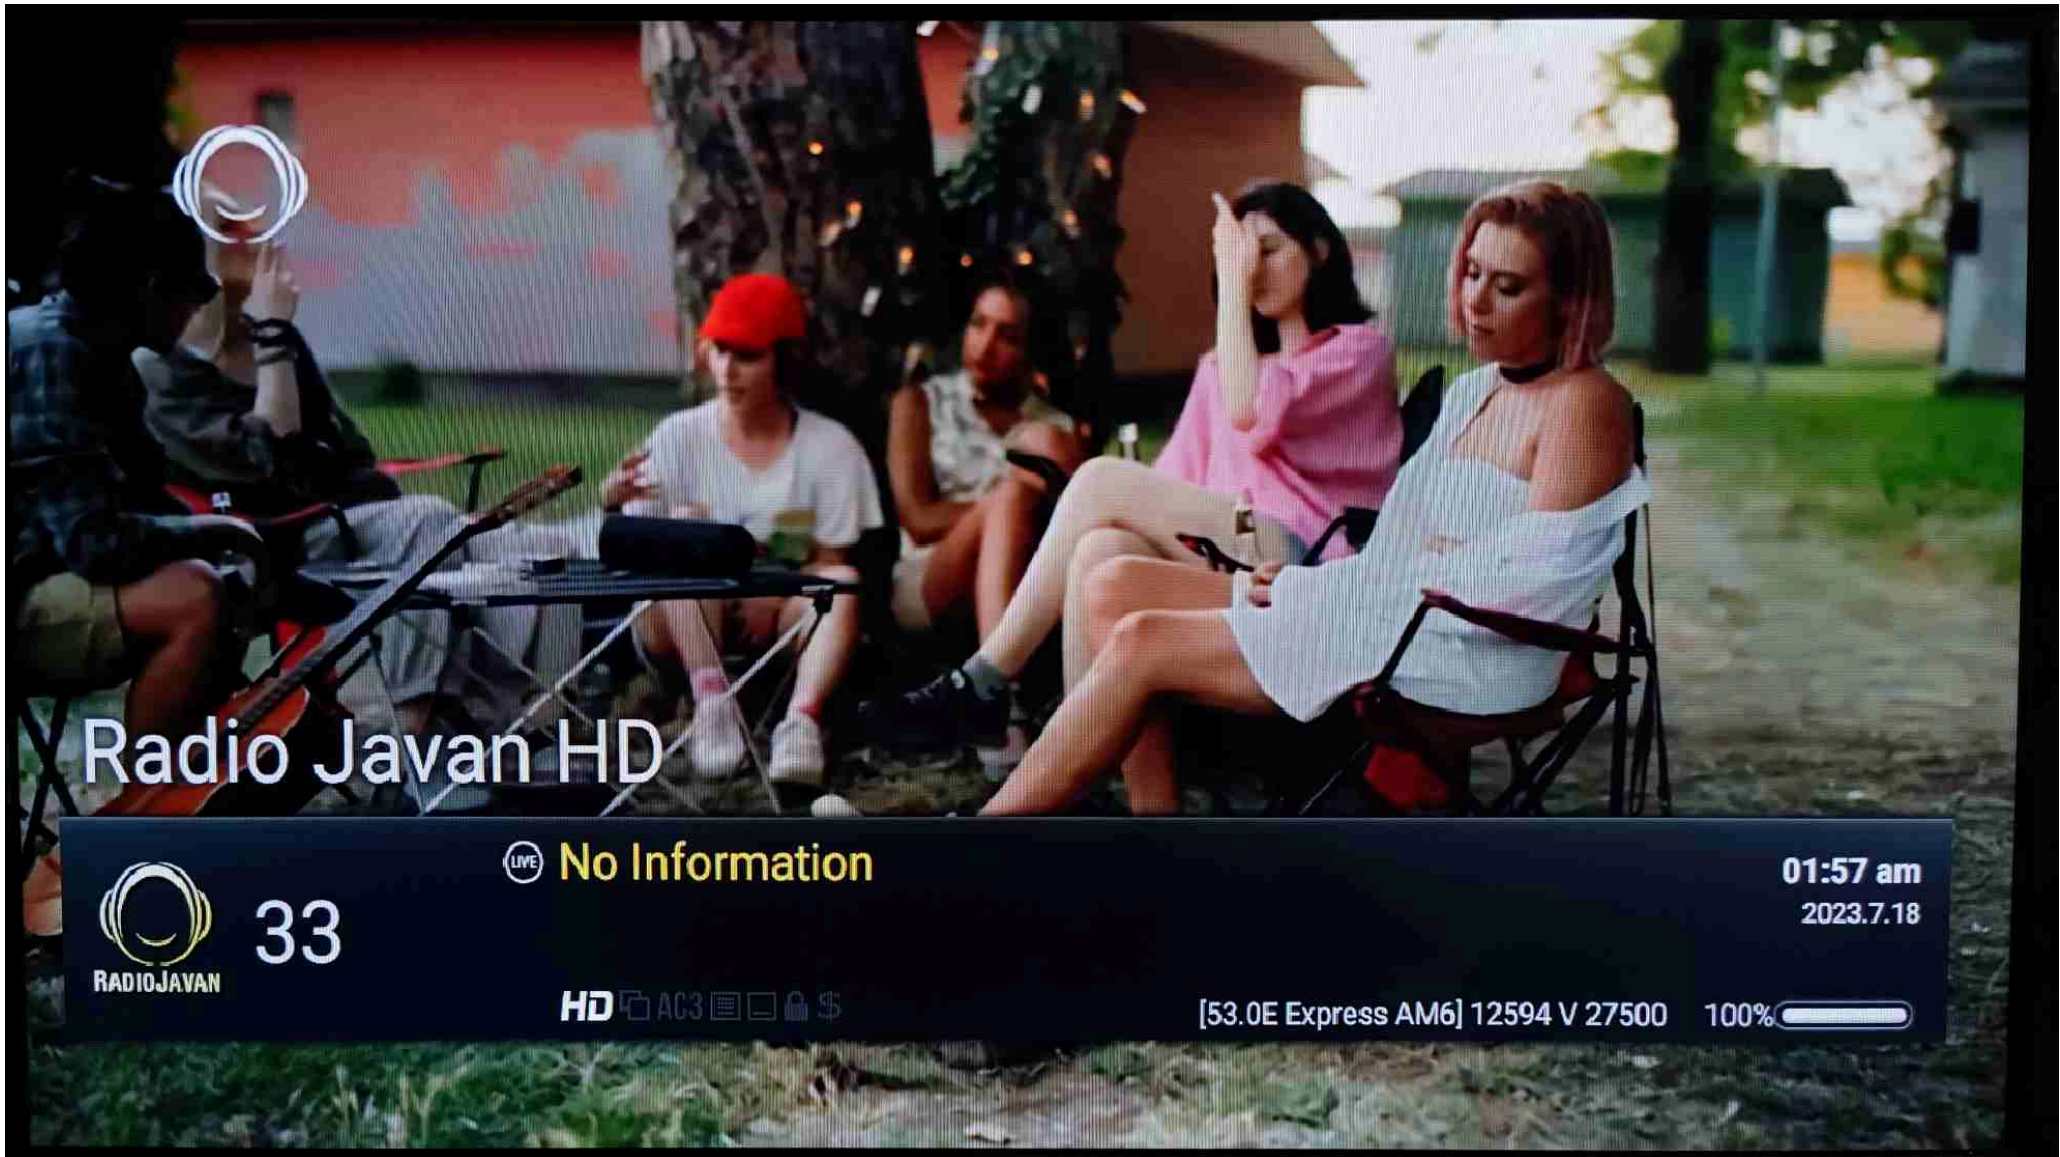 Radio Javan HD
RADIOJAVAN
33
LIVE
No Information
01:57 am
2023.7.18
HD
AC3
$
[53.0E Express AM6] 12594 V 27500
100%